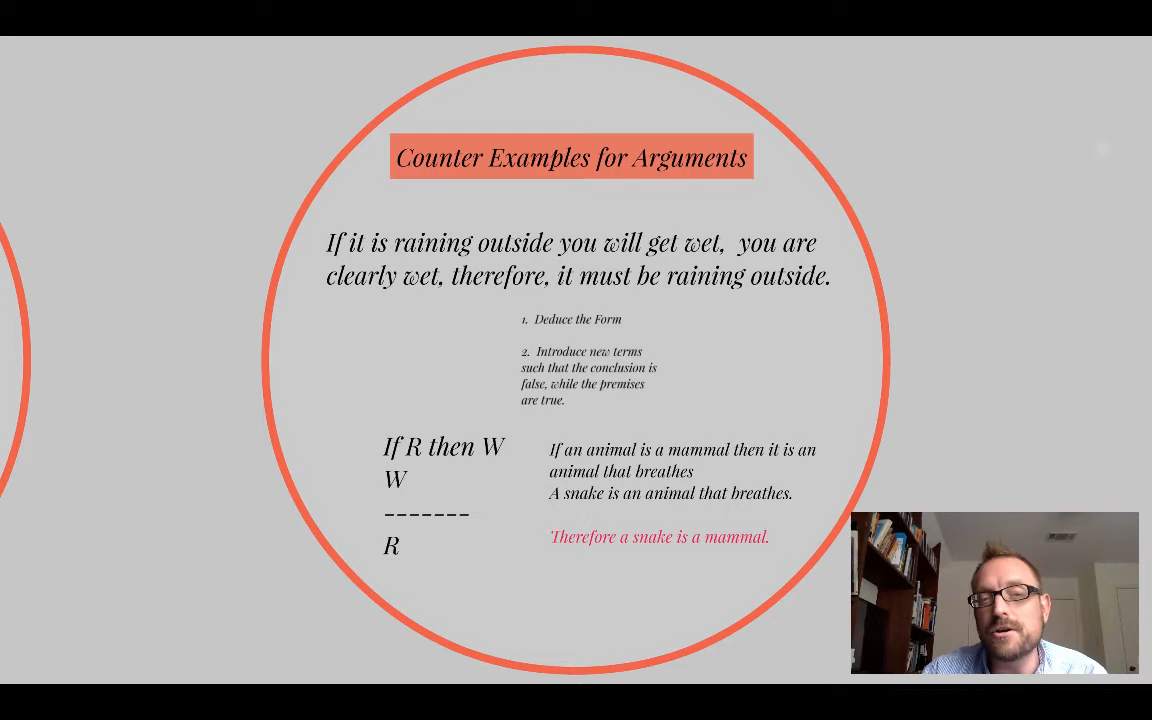 Counter Examples for Arguments
If it is raining outside you will get wet, you are
clearly wet, therefore, it must be raining outside.
1. Deduce the Form
2. Introduce new terms
such that the conclusion is
false, while the premises
are true.
If R then W
W
-------
R
If an animal is a mammal then it is an
animal that breathes
A snake is an animal that breathes.
Therefore a snake is a mammal.